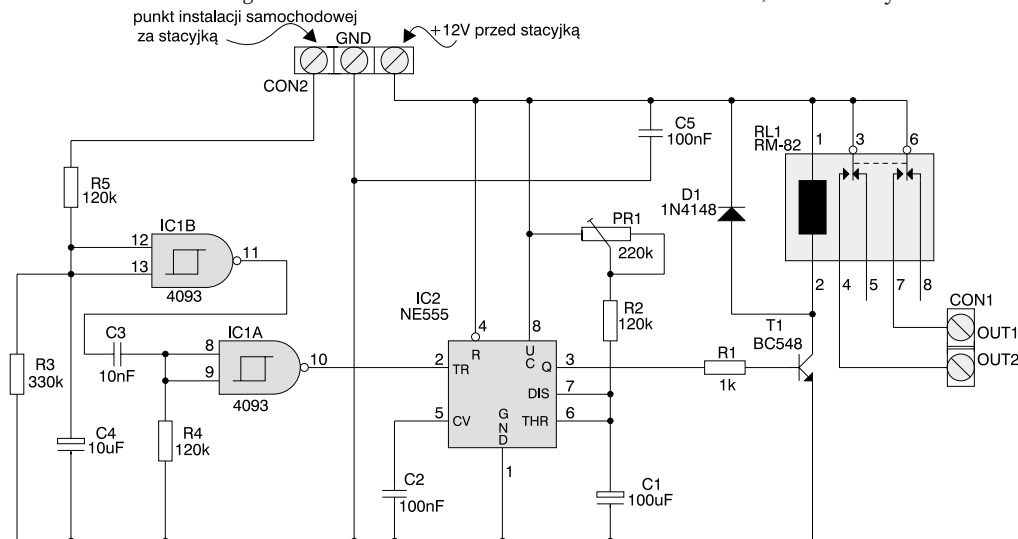 punkt instalacji samochodowej
za stacyjką
GND
+12V przed stacyjką
CON2
C5
100nF
RL1
RM-82
1
3
6
R5
120k
D1
1N4148
PR1
220k
IC1B
12
13
11
4093
2
4
5
7
8
CON1
OUT1
OUT2
IC2
NE555
R2
120k
T1
BC548
C3
10nF
IC1A
8
9
10
4093
4
8
R
U
C
2
TR
Q
3
R1
1k
DIS
7
5
CV
G
N
D
THR
6
1
R3
330k
C4
10uF
R4
120k
C2
100nF
C1
100uF